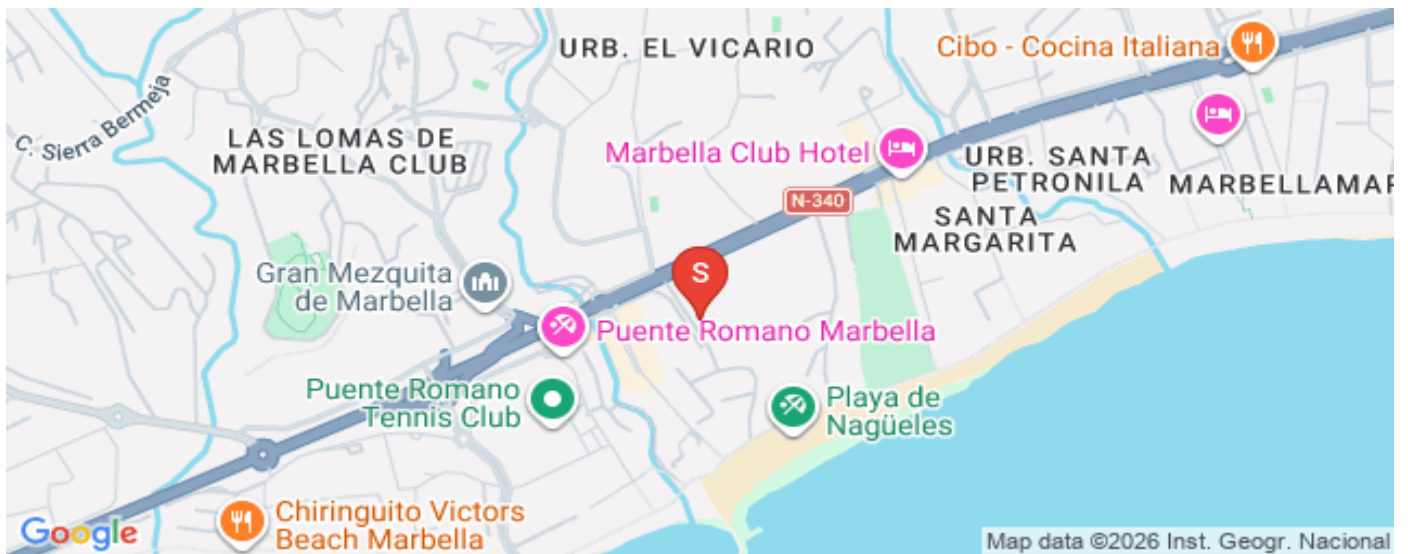 URB. EL VICARIO
Cibo - Cocina Italiana
C. Sierra Bermeja
LAS LOMAS DE
MARBELLA CLUB
Marbella Club Hotel
URB. SANTA
PETRONILA
MARBELLAMAR
N-340
SANTA
MARGARITA
Gran Mezquita
de Marbella
S
Puente Romano Marbella
Puente Romano
Tennis Club
Playa de
Nagüeles
Chiringuito Victors
Beach Marbella
Google
Map data ©2026 Inst. Geogr. Nacional